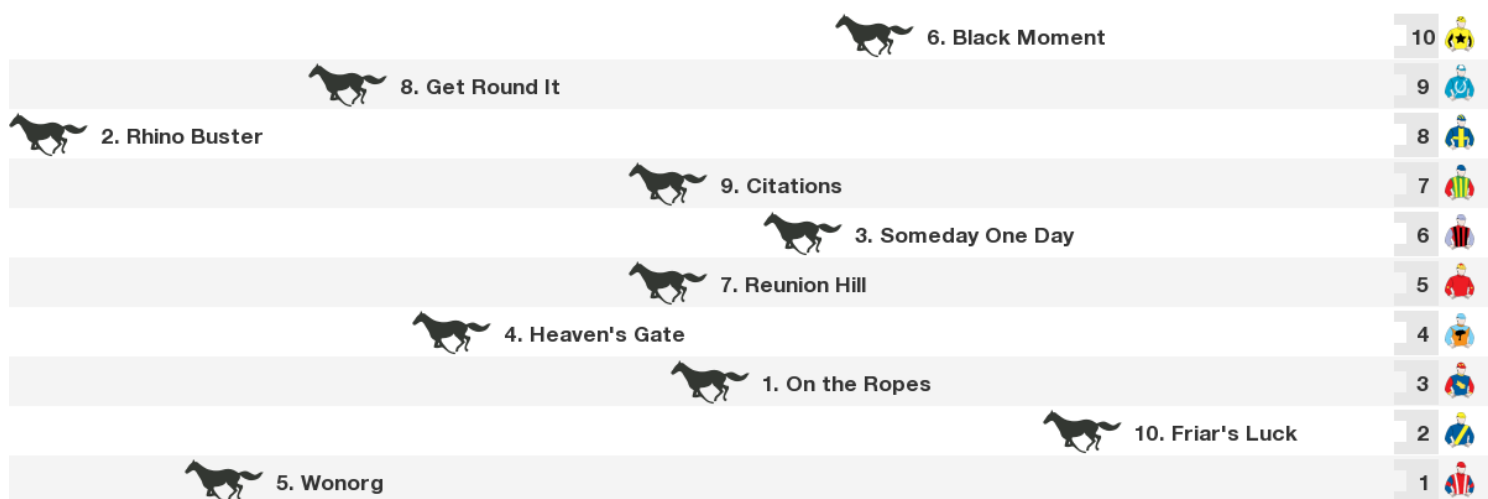 6. Black Moment 10
8. Get Round It 9
2. Rhino Buster 8
9. Citations 7
3. Someday One Day 6
7. Reunion Hill 5
4. Heaven's Gate 4
1. On the Ropes 3
10. Friar's Luck 2
5. Wonorg 1